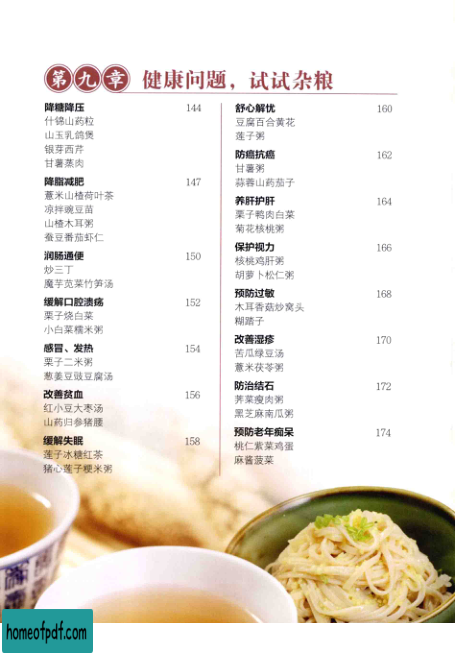 第九章 健康问题，试试杂粮
降糖降压 144
什锦山药粒
山玉乳鸽煲
银芽西芹
甘薯蒸肉
降脂减肥 147
薏米山楂荷叶茶
凉拌豌豆苗
山楂木耳粥
蚕豆番茄虾仁
润肠通便 150
炒三丁
魔芋苋菜竹笋汤
缓解口腔溃疡 152
栗子烧白菜
小白菜糯米粥
感冒、发热 154
栗子二米粥
葱姜豆豉豆腐汤
改善贫血 156
红小豆大枣汤
山药归参猪腰
缓解失眠 158
莲子冰糖红茶
猪心莲子粳米粥
舒心解忧 160
豆腐百合黄花
莲子粥
防癌抗癌 162
甘薯粥
蒜蓉山药茄子
养肝护肝 164
栗子鸭肉白菜
菊花核桃粥
保护视力 166
核桃鸡肝粥
胡萝卜松仁粥
预防过敏 168
木耳香菇炒窝头
糊踏子
改善湿疹 170
苦瓜绿豆汤
薏米茯苓粥
防治结石 172
荠菜瘦肉粥
黑芝麻南瓜粥
预防老年痴呆 174
桃仁紫菜鸡蛋
麻酱菠菜
homeofpdf.com